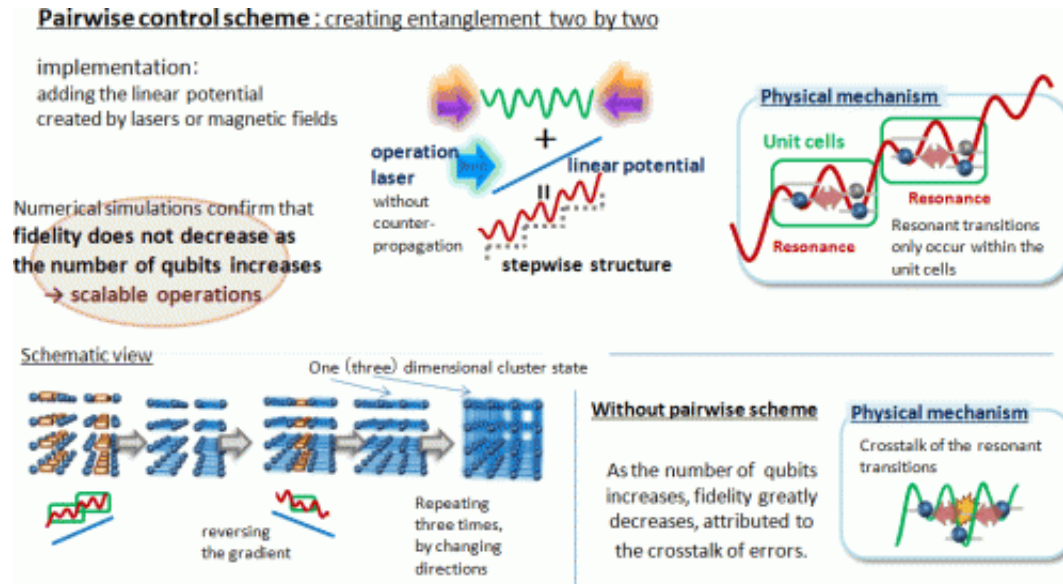 Pairwise control scheme : creating entanglement two by two
implementation:
adding the linear potential
created by lasers or magnetic fields
Numerical simulations confirm that
fidelity does not decrease as
the number of qubits increases
→ scalable operations
+
operation
laser
without
counter-
propagation
linear potential
=
stepwise structure
Physical mechanism
Unit cells
Resonance
Resonance
Resonant transitions
only occur within the
unit cells
Schematic view
One (three) dimensional cluster state
reversing
the gradient
Repeating
three times,
by changing
directions
Without pairwise scheme
As the number of qubits
increases, fidelity greatly
decreases, attributed to
the crosstalk of errors.
Physical mechanism
Crosstalk of the resonant
transitions